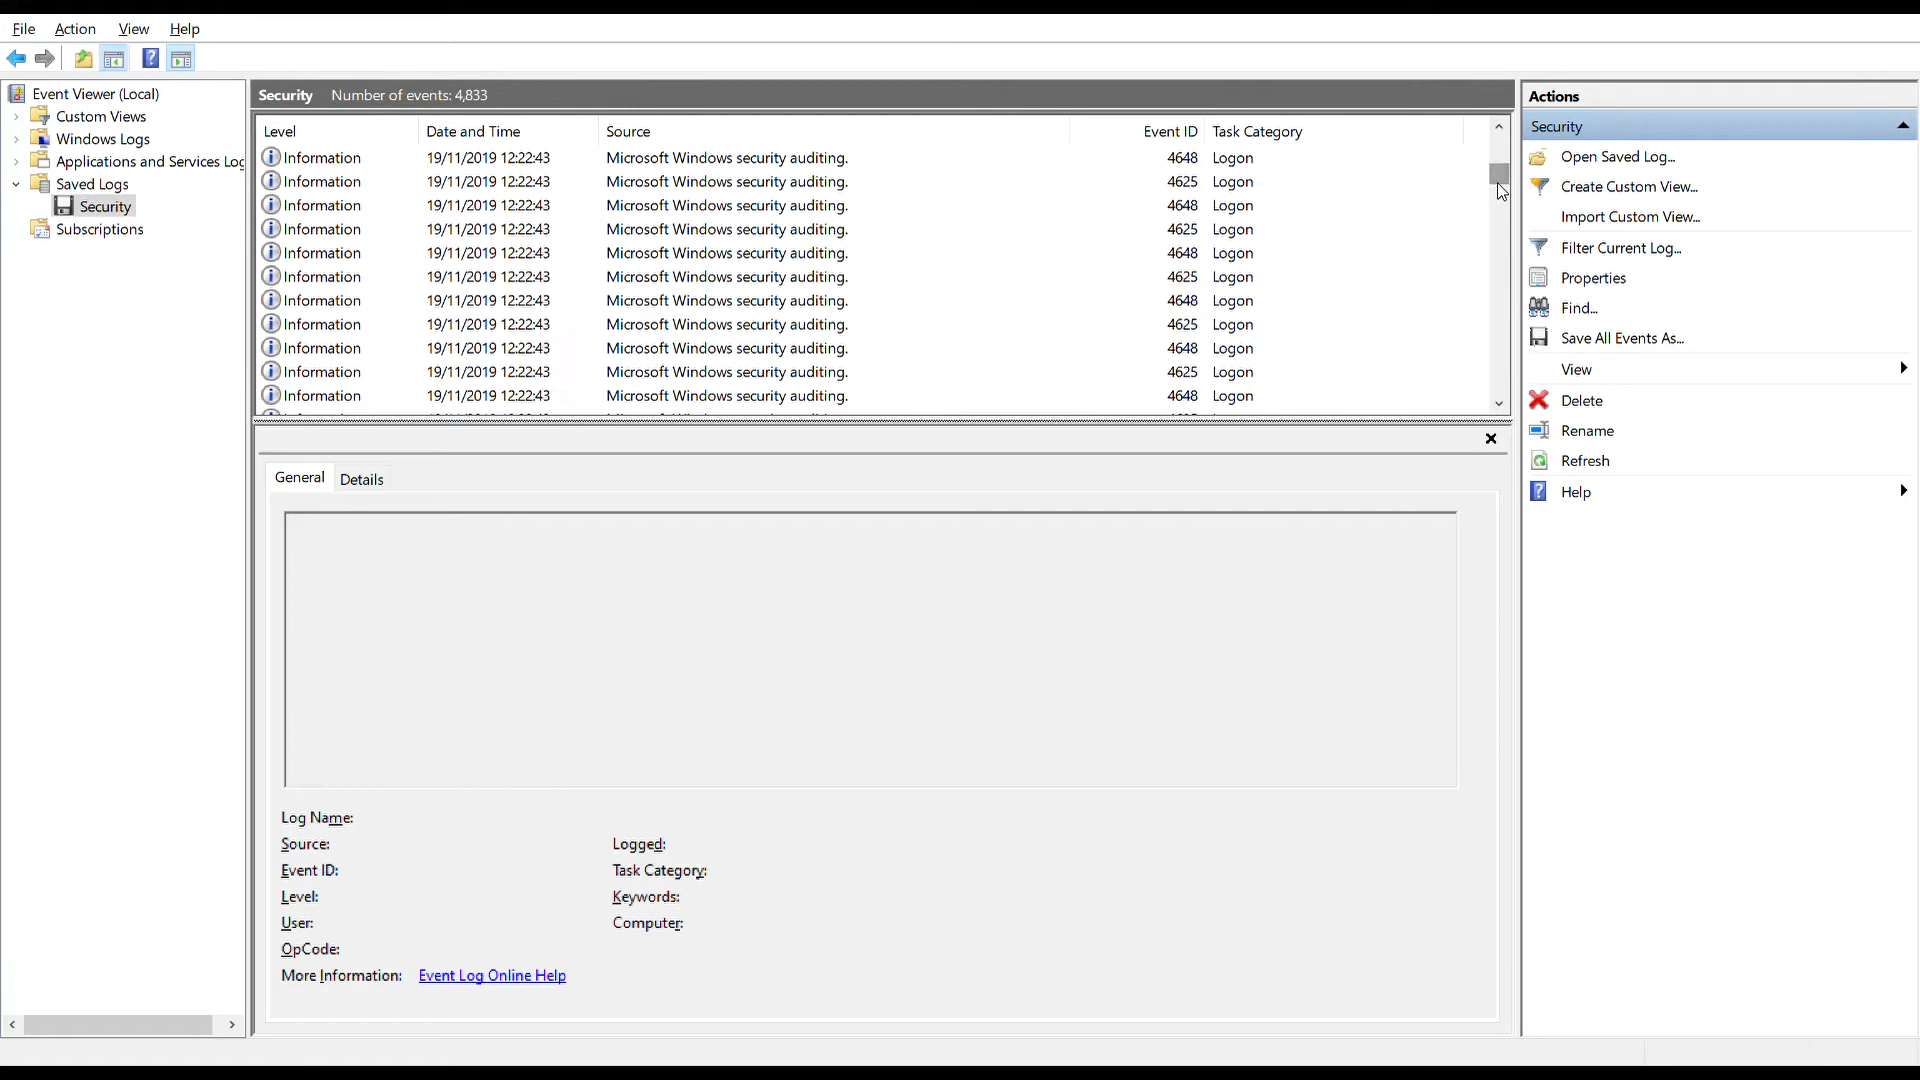 File Action View Help
Event Viewer (Local)
Custom Views
Windows Logs
Applications and Services Log
Saved Logs
Security
Subscriptions
Security Number of events: 4,833
Level Date and Time Source Event ID Task Category
Information 19/11/2019 12:22:43 Microsoft Windows security auditing. 4648 Logon
Information 19/11/2019 12:22:43 Microsoft Windows security auditing. 4625 Logon
Information 19/11/2019 12:22:43 Microsoft Windows security auditing. 4648 Logon
Information 19/11/2019 12:22:43 Microsoft Windows security auditing. 4625 Logon
Information 19/11/2019 12:22:43 Microsoft Windows security auditing. 4648 Logon
Information 19/11/2019 12:22:43 Microsoft Windows security auditing. 4625 Logon
Information 19/11/2019 12:22:43 Microsoft Windows security auditing. 4648 Logon
Information 19/11/2019 12:22:43 Microsoft Windows security auditing. 4625 Logon
Information 19/11/2019 12:22:43 Microsoft Windows security auditing. 4648 Logon
Information 19/11/2019 12:22:43 Microsoft Windows security auditing. 4625 Logon
Information 19/11/2019 12:22:43 Microsoft Windows security auditing. 4648 Logon
General Details
Log Name:
Source: Logged:
Event ID: Task Category:
Level: Keywords:
User: Computer:
OpCode:
More Information: Event Log Online Help
Actions
Security
Open Saved Log...
Create Custom View...
Import Custom View...
Filter Current Log...
Properties
Find...
Save All Events As...
View
Delete
Rename
Refresh
Help